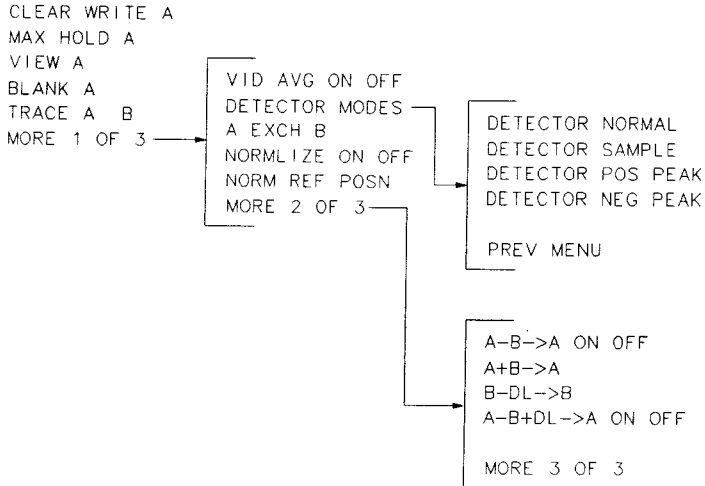 CLEAR WRITE A
MAX HOLD A
VIEW A
BLANK A
TRACE A B
MORE 1 OF 3
VID AVG ON OFF
DETECTOR MODES
A EXCH B
NORMLIZE ON OFF
NORM REF POSN
MORE 2 OF 3
DETECTOR NORMAL
DETECTOR SAMPLE
DETECTOR POS PEAK
DETECTOR NEG PEAK
PREV MENU
A-B->A ON OFF
A+B->A
B-DL->B
A-B+DL->A ON OFF
MORE 3 OF 3